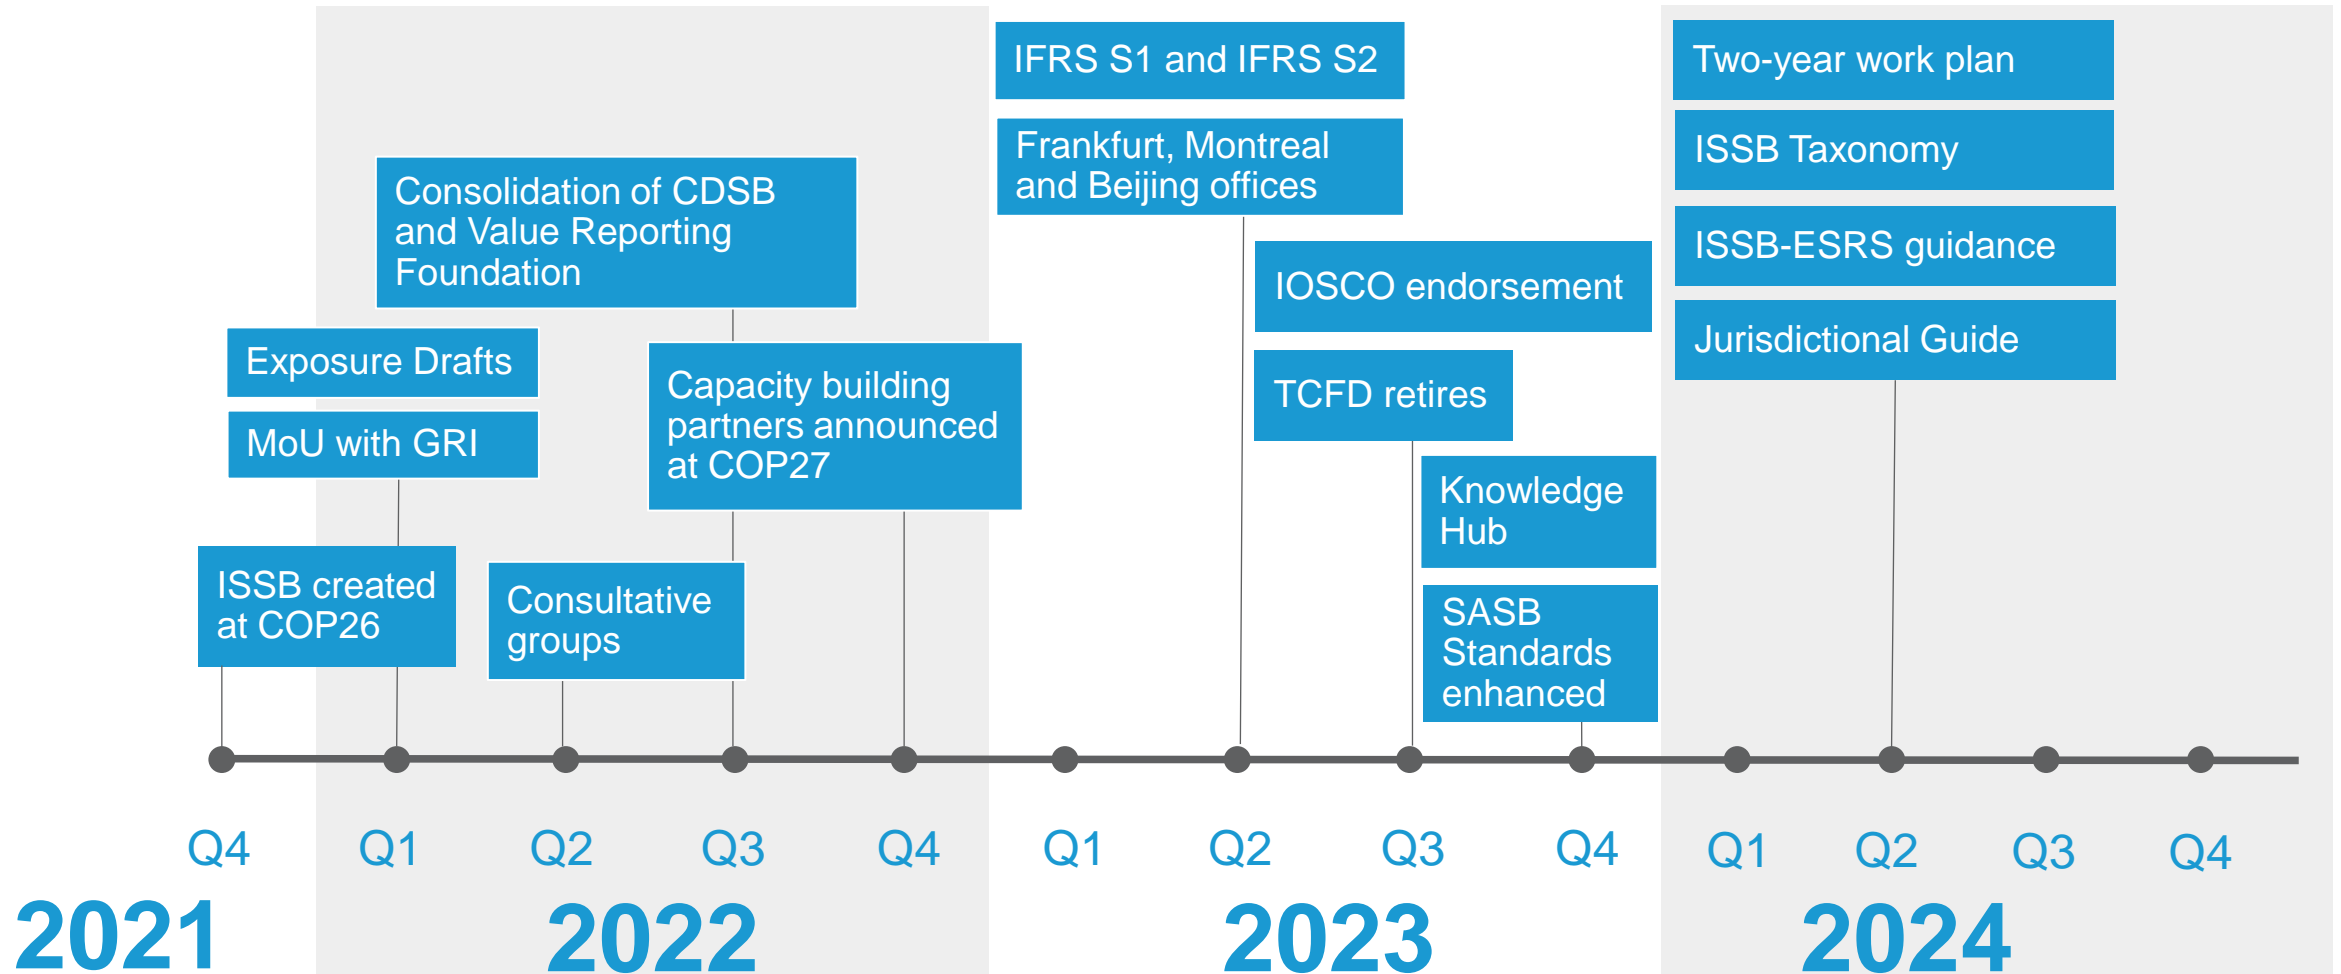 IFRS S1 and IFRS S2
Frankfurt, Montreal
and Beijing offices
Two-year work plan
ISSB Taxonomy
ISSB-ESRS guidance
Jurisdictional Guide
Consolidation of CDSB
and Value Reporting
Foundation
IOSCO endorsement
TCFD retires
Exposure Drafts
MoU with GRI
Capacity building
partners announced
at COP27
Knowledge
Hub
ISSB created
at COP26
Consultative
groups
SASB
Standards
enhanced
Q4
Q1
Q2
Q3
Q4
Q1
Q2
Q3
Q4
Q1
Q2
Q3
Q4
2021
2022
2023
2024